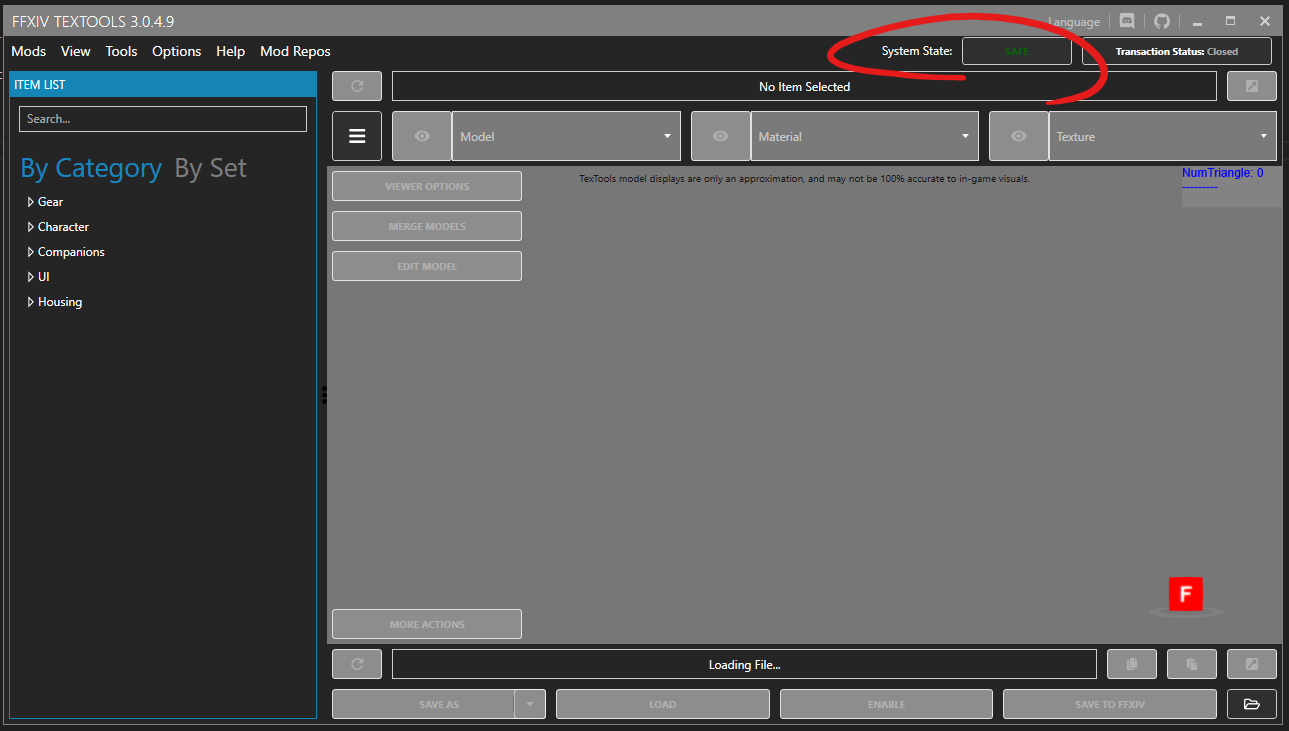 FFXIV TEXTOOLS 3.0.4.9
Language
Mods View Tools Options Help Mod Repos
System State: SAFE Transaction Status: Closed
ITEM LIST
No Item Selected
Search...
Model Material Texture
By Category By Set
Gear
Character
Companions
UI
Housing
VIEWER OPTIONS
MERGE MODELS
EDIT MODEL
TexTools model displays are only an approximation, and may not be 100% accurate to in-game visuals.
NumTriangle: 0
---------
F
MORE ACTIONS
Loading File...
SAVE AS LOAD ENABLE SAVE TO FFXIV